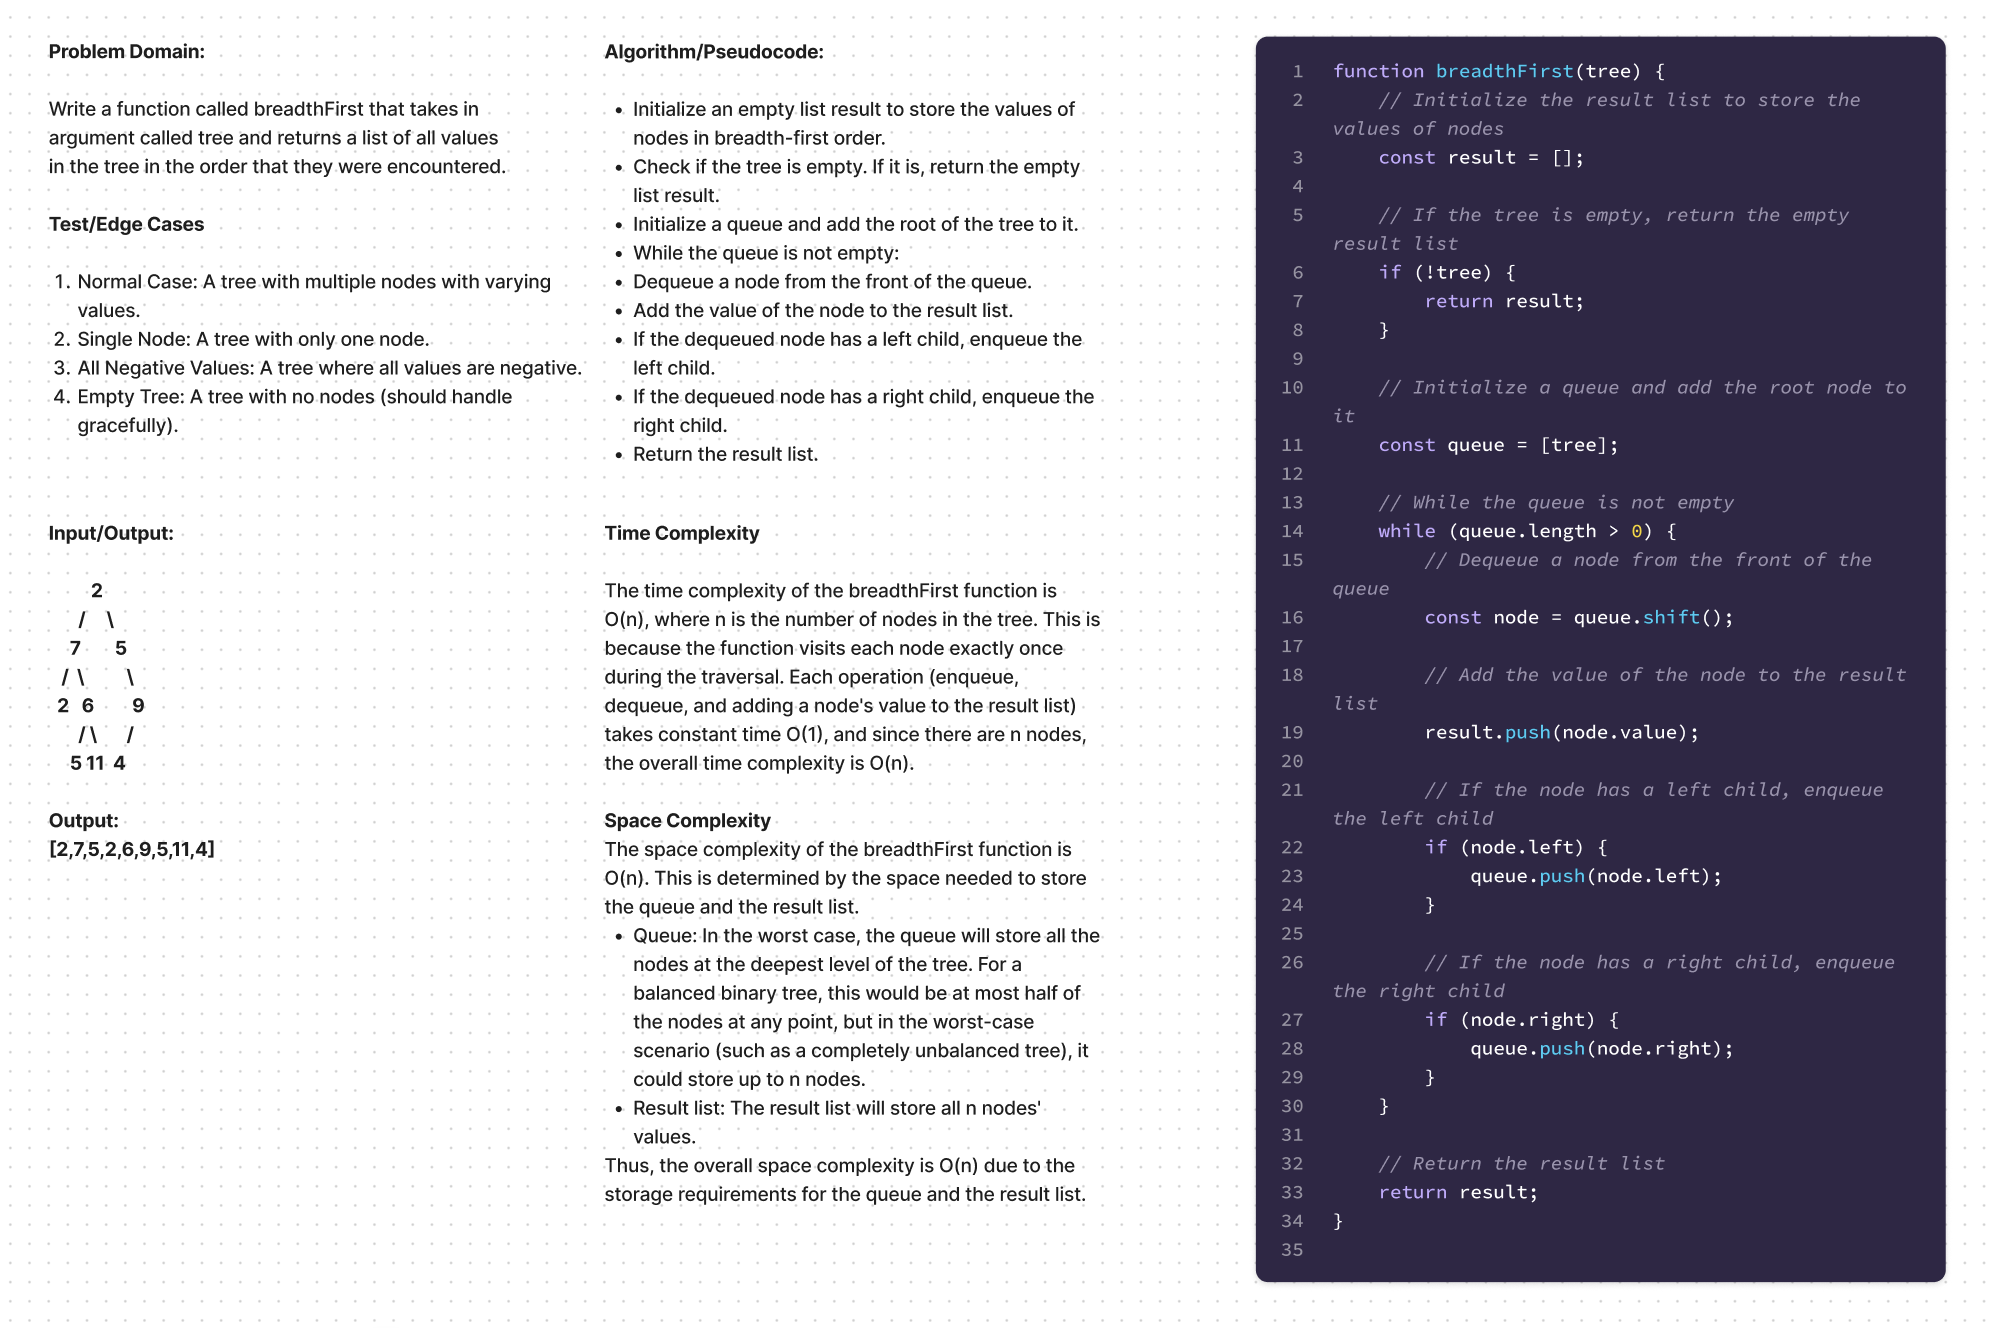 Problem Domain:
Write a function called breadthFirst that takes in
argument called tree and returns a list of all values
in the tree in the order that they were encountered.
Test/Edge Cases
1. Normal Case: A tree with multiple nodes with varying
values.
2. Single Node: A tree with only one node.
3. All Negative Values: A tree where all values are negative.
4. Empty Tree: A tree with no nodes (should handle
gracefully).
Input/Output:
2
/ \
7 5
/ \ \
2 6 9
/ \ /
5 11 4
Output:
[2,7,5,2,6,9,5,11,4]
Algorithm/Pseudocode:
• Initialize an empty list result to store the values of
nodes in breadth-first order.
• Check if the tree is empty. If it is, return the empty
list result.
• Initialize a queue and add the root of the tree to it.
• While the queue is not empty:
• Dequeue a node from the front of the queue.
• Add the value of the node to the result list.
• If the dequeued node has a left child, enqueue the
left child.
• If the dequeued node has a right child, enqueue the
right child.
• Return the result list.
Time Complexity
The time complexity of the breadthFirst function is
O(n), where n is the number of nodes in the tree. This is
because the function visits each node exactly once
during the traversal. Each operation (enqueue,
dequeue, and adding a node's value to the result list)
takes constant time O(1), and since there are n nodes,
the overall time complexity is O(n).
Space Complexity
The space complexity of the breadthFirst function is
O(n). This is determined by the space needed to store
the queue and the result list.
• Queue: In the worst case, the queue will store all the
nodes at the deepest level of the tree. For a
balanced binary tree, this would be at most half of
the nodes at any point, but in the worst-case
scenario (such as a completely unbalanced tree), it
could store up to n nodes.
• Result list: The result list will store all n nodes'
values.
Thus, the overall space complexity is O(n) due to the
storage requirements for the queue and the result list.
1 function breadthFirst(tree) {
2 // Initialize the result list to store the
values of nodes
3 const result = [];
4
5 // If the tree is empty, return the empty
result list
6 if (!tree) {
7 return result;
8 }
9
10 // Initialize a queue and add the root node to
it
11 const queue = [tree];
12
13 // While the queue is not empty
14 while (queue.length > 0) {
15 // Dequeue a node from the front of the
queue
16 const node = queue.shift();
17
18 // Add the value of the node to the result
list
19 result.push(node.value);
20
21 // If the node has a left child, enqueue
the left child
22 if (node.left) {
23 queue.push(node.left);
24 }
25
26 // If the node has a right child, enqueue
the right child
27 if (node.right) {
28 queue.push(node.right);
29 }
30 }
31
32 // Return the result list
33 return result;
34 }
35